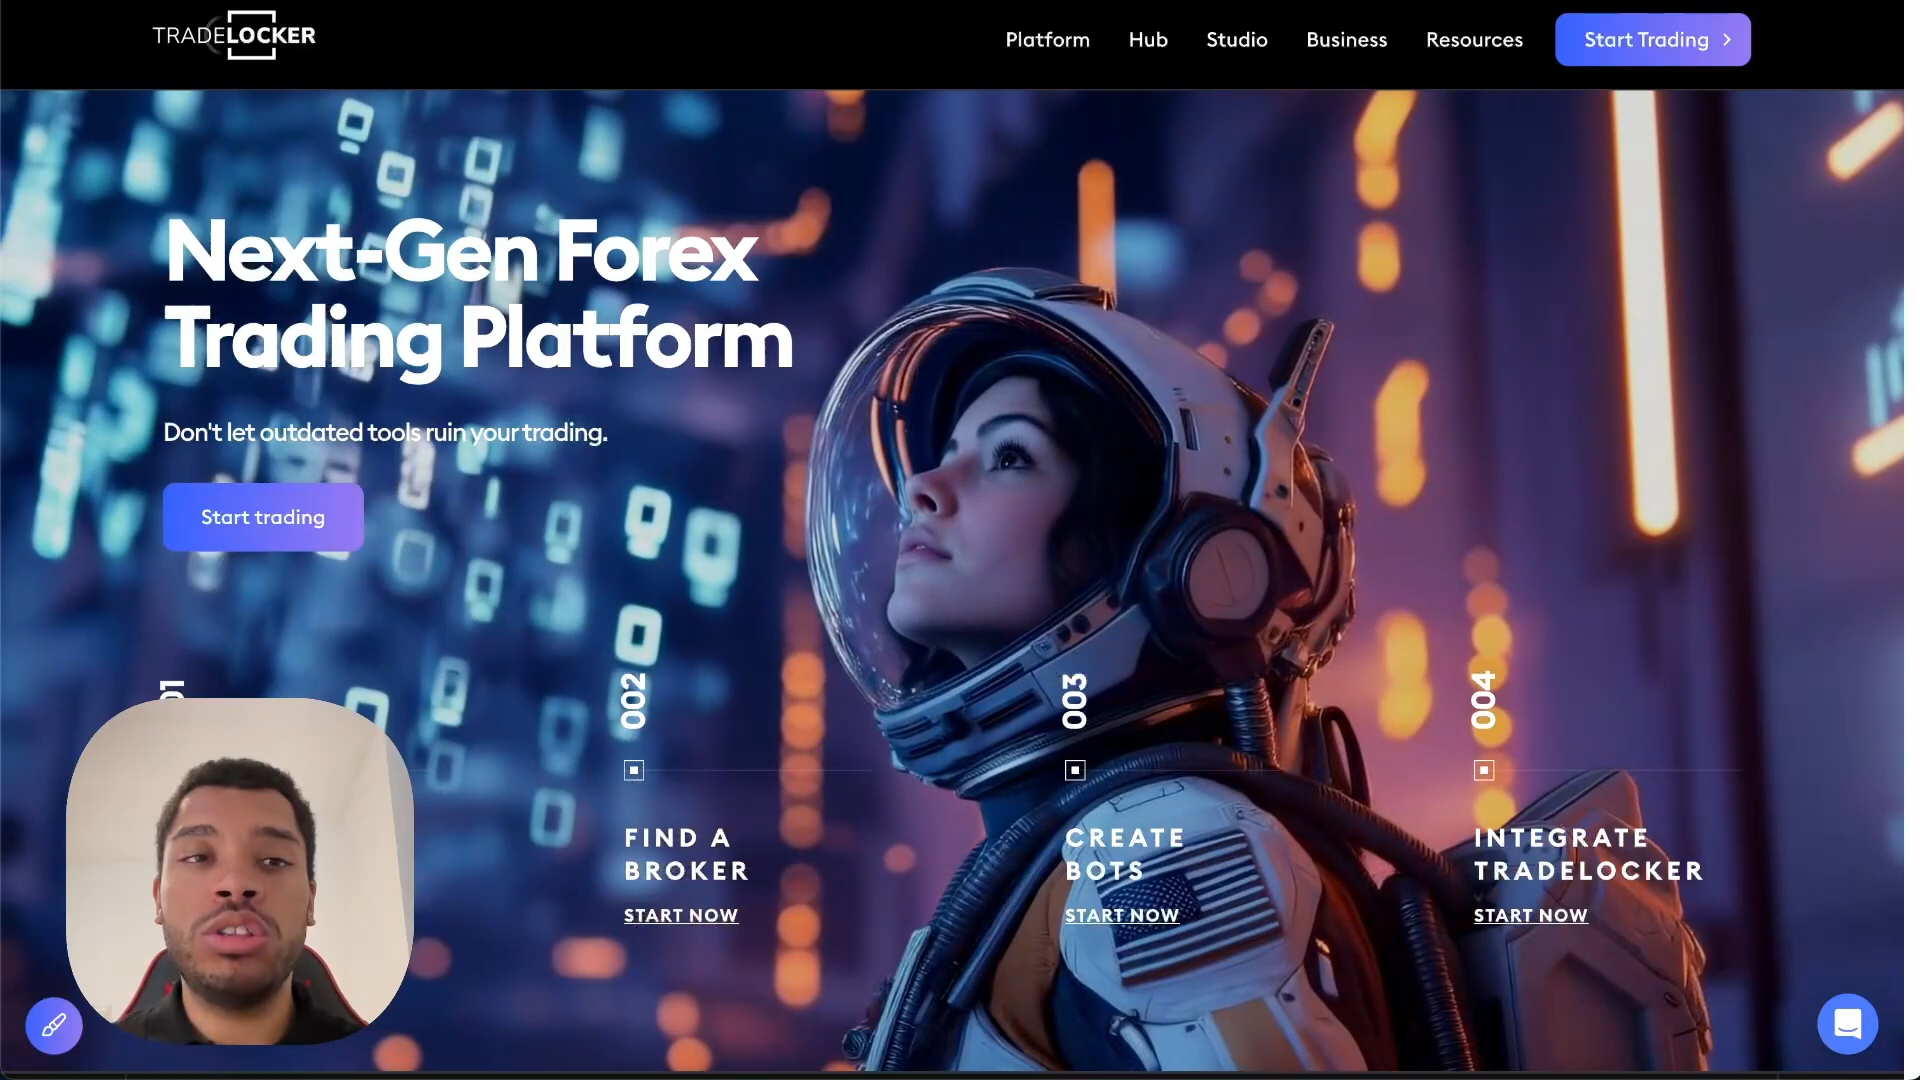 TRADELOCKER
Platform
Hub
Studio
Business
Resources
Start Trading
Next-Gen Forex
Trading Platform
Don't let outdated tools ruin your trading.
Start trading
002
003
004
FIND A
BROKER
START NOW
CREATE
BOTS
START NOW
INTEGRATE
TRADELOCKER
START NOW